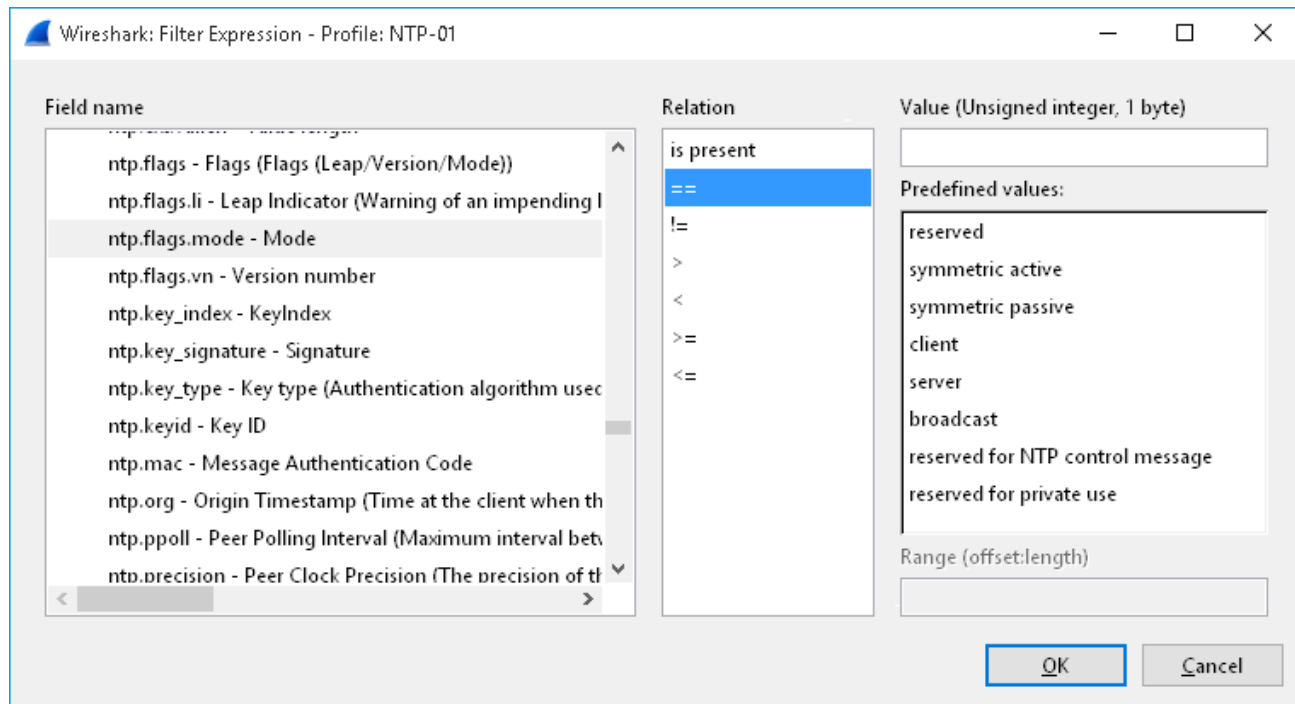 Wireshark: Filter Expression - Profile: NTP-01
Field name
ntp.flags - Flags (Flags (Leap/Version/Mode))
ntp.flags.li - Leap Indicator (Warning of an impending l
ntp.flags.mode - Mode
ntp.flags.vn - Version number
ntp.key_index - KeyIndex
ntp.key_signature - Signature
ntp.key_type - Key type (Authentication algorithm used
ntp.keyid - Key ID
ntp.mac - Message Authentication Code
ntp.org - Origin Timestamp (Time at the client when th
ntp.ppoll - Peer Polling Interval (Maximum interval betw
ntp.precision - Peer Clock Precision (The precision of th
Relation
is present
==
!=
>
<
>=
<=
Value (Unsigned integer, 1 byte)
Predefined values:
reserved
symmetric active
symmetric passive
client
server
broadcast
reserved for NTP control message
reserved for private use
Range (offset:length)
OK
Cancel